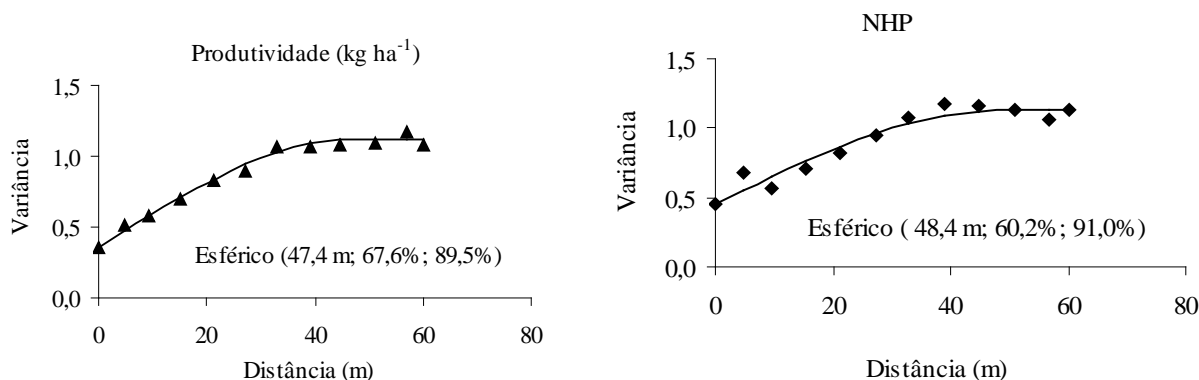 Produtividade (kg ha-1)
Variância
1,5
1,0
0,5
0,0
Esférico (47,4 m; 67,6%; 89,5%)
0 20 40 60 80
Distância (m)
NHP
Variância
1,5
1,0
0,5
0,0
Esférico ( 48,4 m; 60,2%; 91,0%)
0 20 40 60 80
Distância (m)